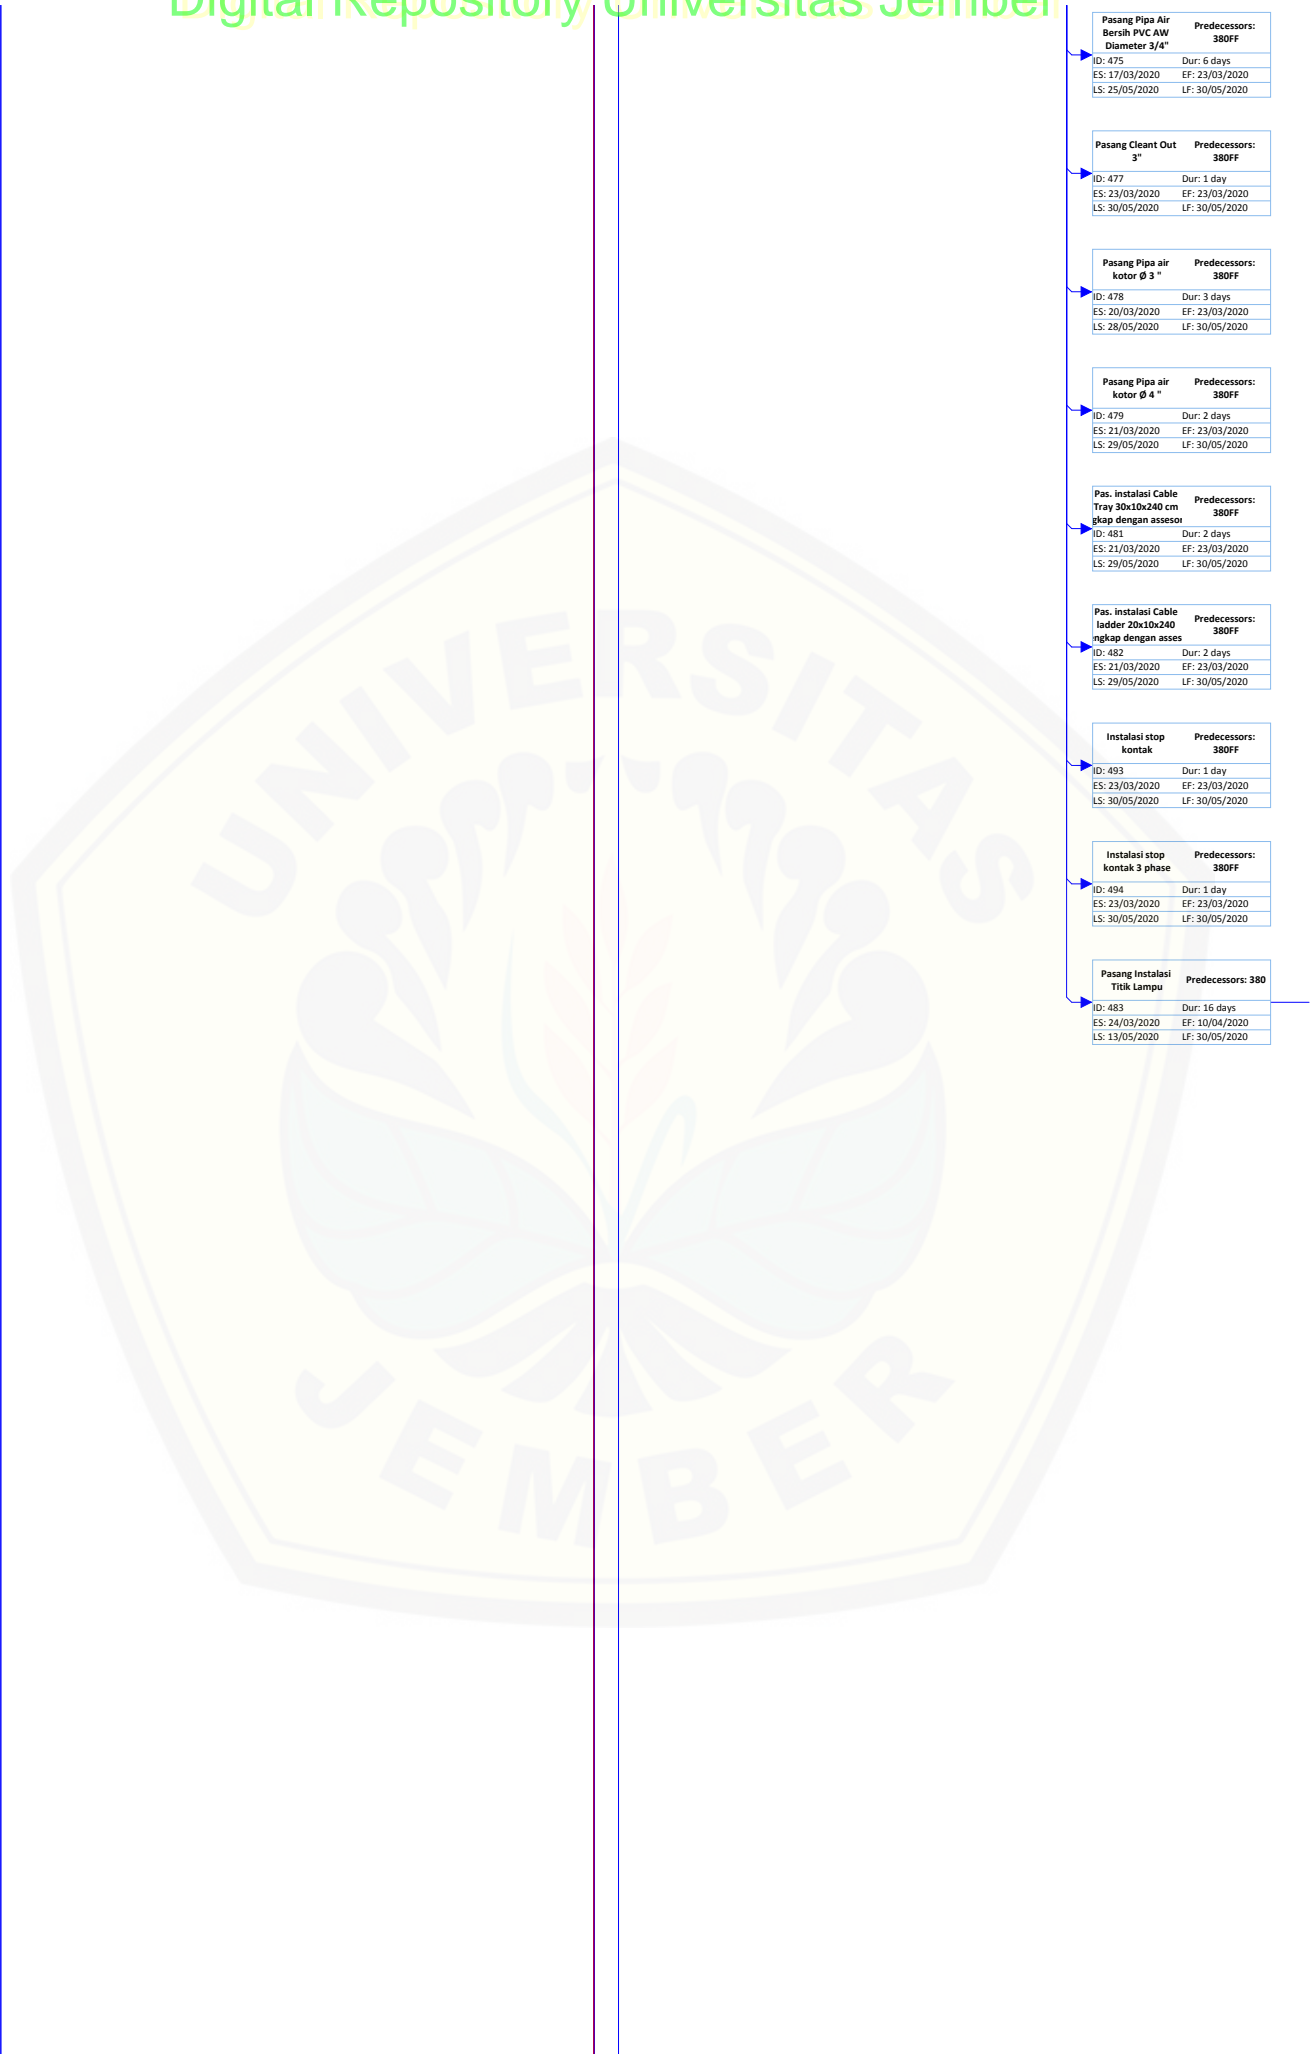 Digital Repository Universitas Jember
Pasang Pipa Air
Bersih PVC AW
Diameter 3/4"
Predecessors:
380FF
ID: 475 Dur: 6 days
ES: 17/03/2020 EF: 23/03/2020
LS: 25/05/2020 LF: 30/05/2020
Pasang Cleant Out
3"
Predecessors:
380FF
ID: 477 Dur: 1 day
ES: 23/03/2020 EF: 23/03/2020
LS: 30/05/2020 LF: 30/05/2020
Pasang Pipa air
kotor Ø 3 "
Predecessors:
380FF
ID: 478 Dur: 3 days
ES: 20/03/2020 EF: 23/03/2020
LS: 28/05/2020 LF: 30/05/2020
Pasang Pipa air
kotor Ø 4 "
Predecessors:
380FF
ID: 479 Dur: 2 days
ES: 21/03/2020 EF: 23/03/2020
LS: 29/05/2020 LF: 30/05/2020
Pas. instalasi Cable
Tray 30x10x240 cm
gkap dengan assesor
Predecessors:
380FF
ID: 481 Dur: 2 days
ES: 21/03/2020 EF: 23/03/2020
LS: 29/05/2020 LF: 30/05/2020
Pas. instalasi Cable
ladder 20x10x240
ngkap dengan asses
Predecessors:
380FF
ID: 482 Dur: 2 days
ES: 21/03/2020 EF: 23/03/2020
LS: 29/05/2020 LF: 30/05/2020
Instalasi stop
kontak
Predecessors:
380FF
ID: 493 Dur: 1 day
ES: 23/03/2020 EF: 23/03/2020
LS: 30/05/2020 LF: 30/05/2020
Instalasi stop
kontak 3 phase
Predecessors:
380FF
ID: 494 Dur: 1 day
ES: 23/03/2020 EF: 23/03/2020
LS: 30/05/2020 LF: 30/05/2020
Pasang Instalasi
Titik Lampu
Predecessors: 380
ID: 483 Dur: 16 days
ES: 24/03/2020 EF: 10/04/2020
LS: 13/05/2020 LF: 30/05/2020
UNIVERSITAS
JEMBER